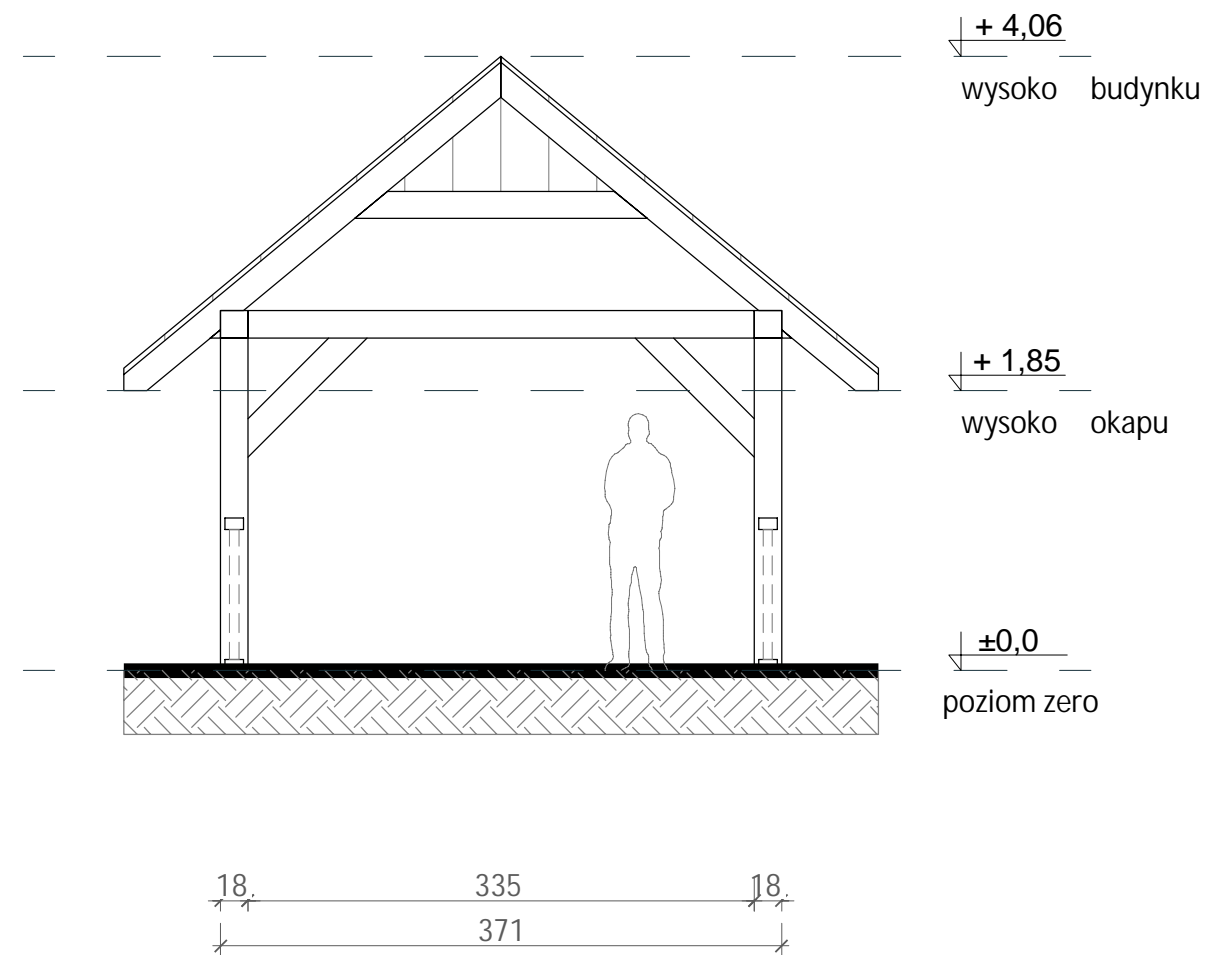 + 4,06
wysoko budynku
+ 1,85
wysoko okapu
±0,0
poziom zero
18 335 18
371